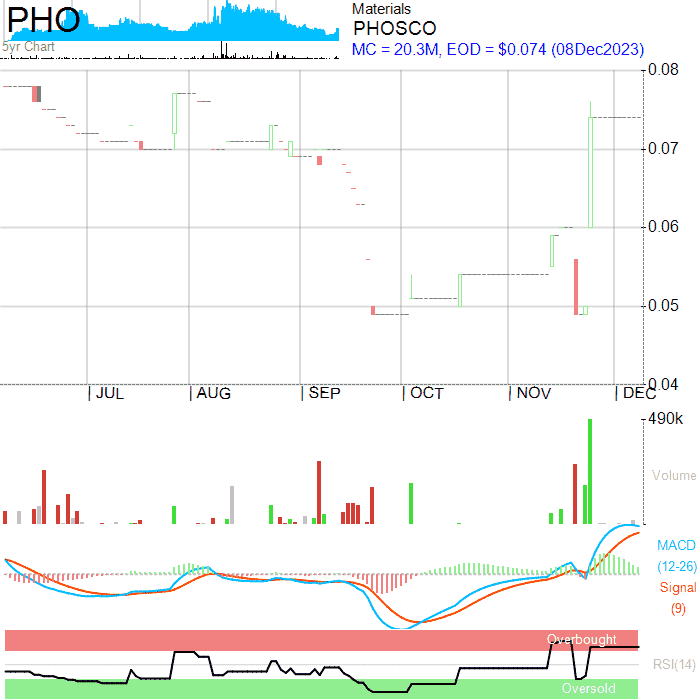 PHO
5yr Chart
Materials
PHOSCO
MC = 20.3M, EOD = $0.074 (08Dec2023)
0.08
0.07
0.06
0.05
0.04
JUL AUG SEP OCT NOV DEC
490k
Volume
MACD
(12-26)
Signal
(9)
Overbought
RSI(14)
Oversold